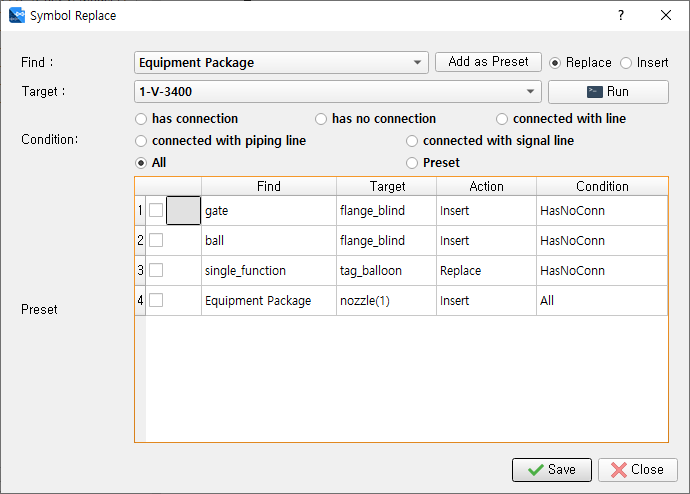 Symbol Replace
Find : Equipment Package Add as Preset Replace Insert
Target : 1-V-3400 Run
has connection has no connection connected with line
Condition: connected with piping line connected with signal line
All Preset
Find Target Action Condition
1 gate flange_blind Insert HasNoConn
2 ball flange_blind Insert HasNoConn
3 single_function tag_balloon Replace HasNoConn
4 Equipment Package nozzle(1) Insert All
Preset
Save Close